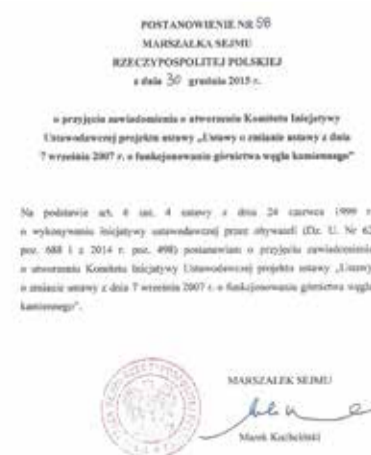 POSTANOWIENIE NR 58
MARSZAŁKA SEJMU
RZECZYPOSPOLITEJ POLSKIEJ
z dnia 30 grudnia 2015 r.
o przyjęciu zawiadomienia o utworzeniu Komitetu Inicjatywy
Ustawodawczej projektu ustawy „Ustawy o zmianie ustawy z dnia
7 września 2007 r. o funkcjonowaniu górnictwa węgla kamiennego”
Na podstawie art. 6 ust. 4 ustawy z dnia 24 czerwca 1999 r.
o wykonywaniu inicjatywy ustawodawczej przez obywateli (Dz. U. Nr 62
poz. 688 i z 2014 r. poz. 498) postanawiam o przyjęciu zawiadomienia
o utworzeniu Komitetu Inicjatywy Ustawodawczej projektu ustawy „Ustawy
o zmianie ustawy z dnia 7 września 2007 r. o funkcjonowaniu górnictwa węgla
kamiennego”.
MARSZAŁEK SEJMU
Marek Kuchciński